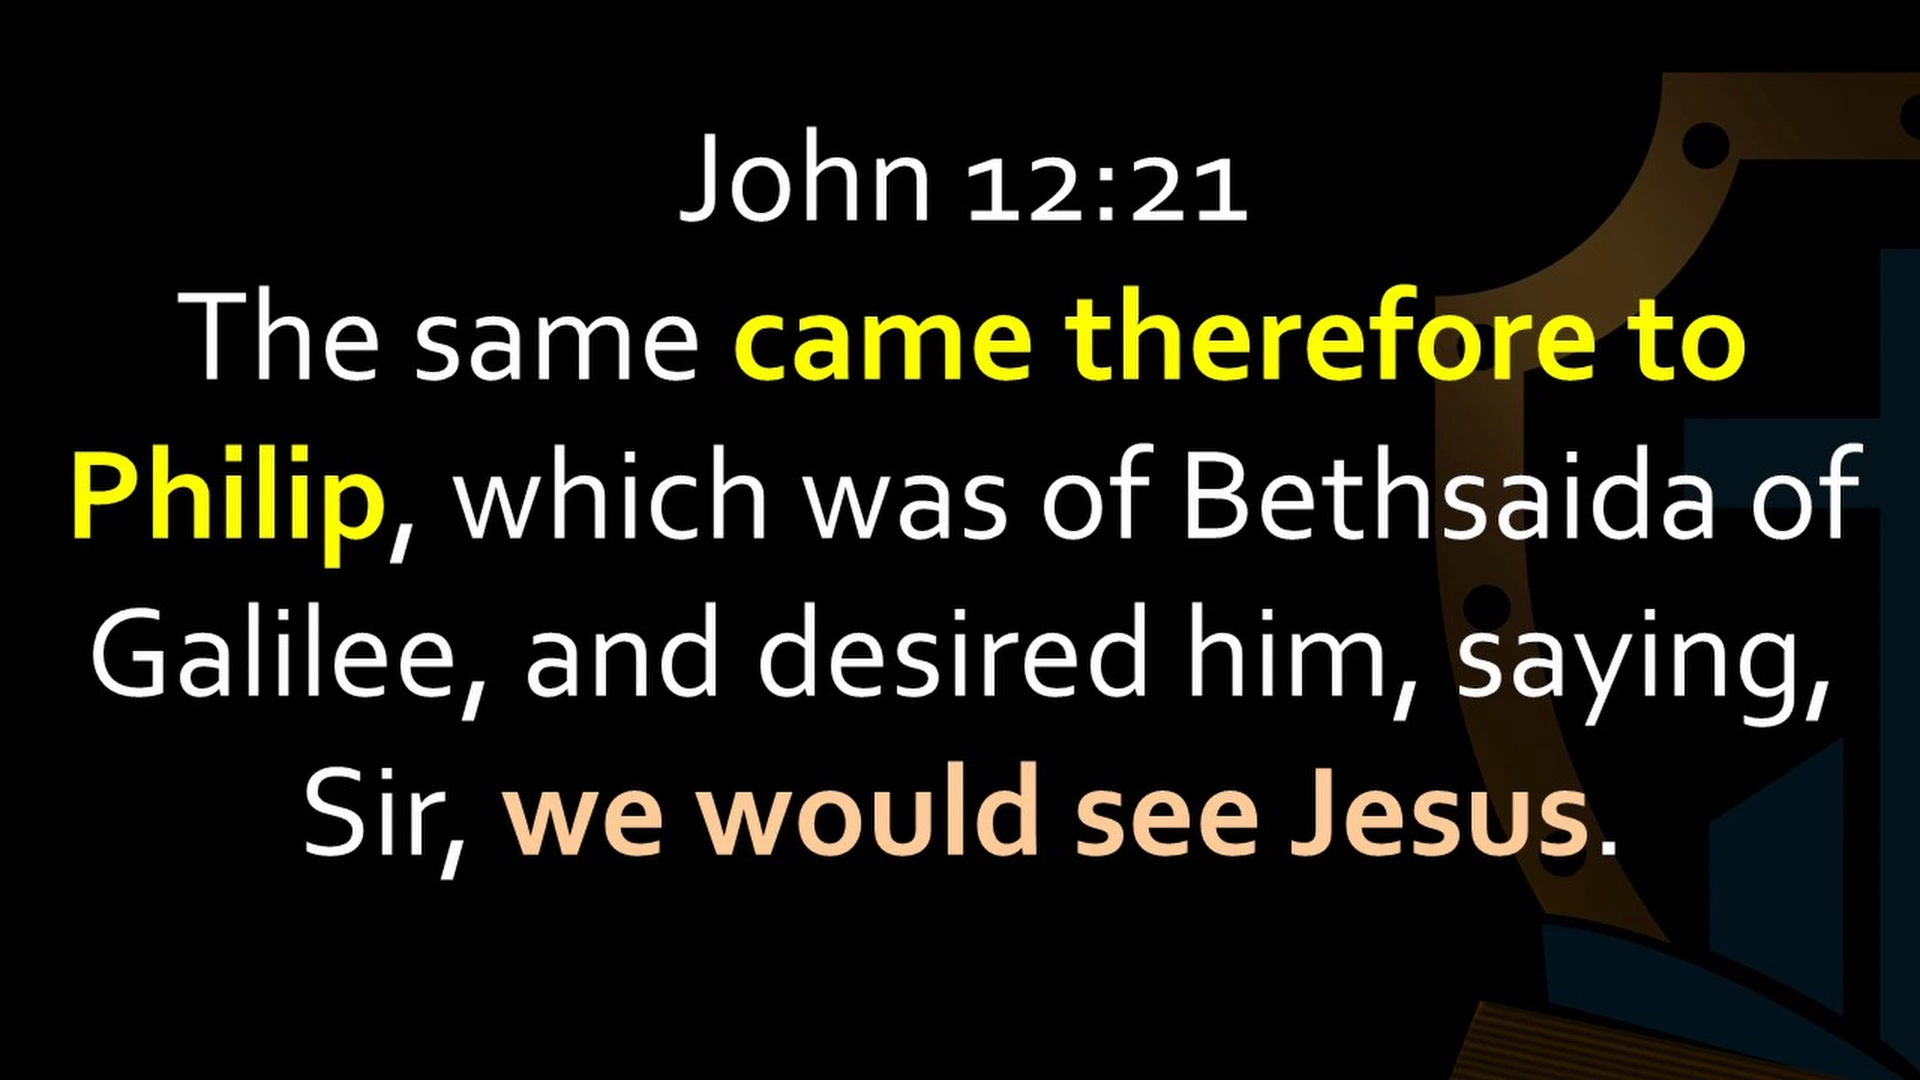 John 12:21
The same came therefore to
Philip, which was of Bethsaida of
Galilee, and desired him, saying,
Sir, we would see Jesus.